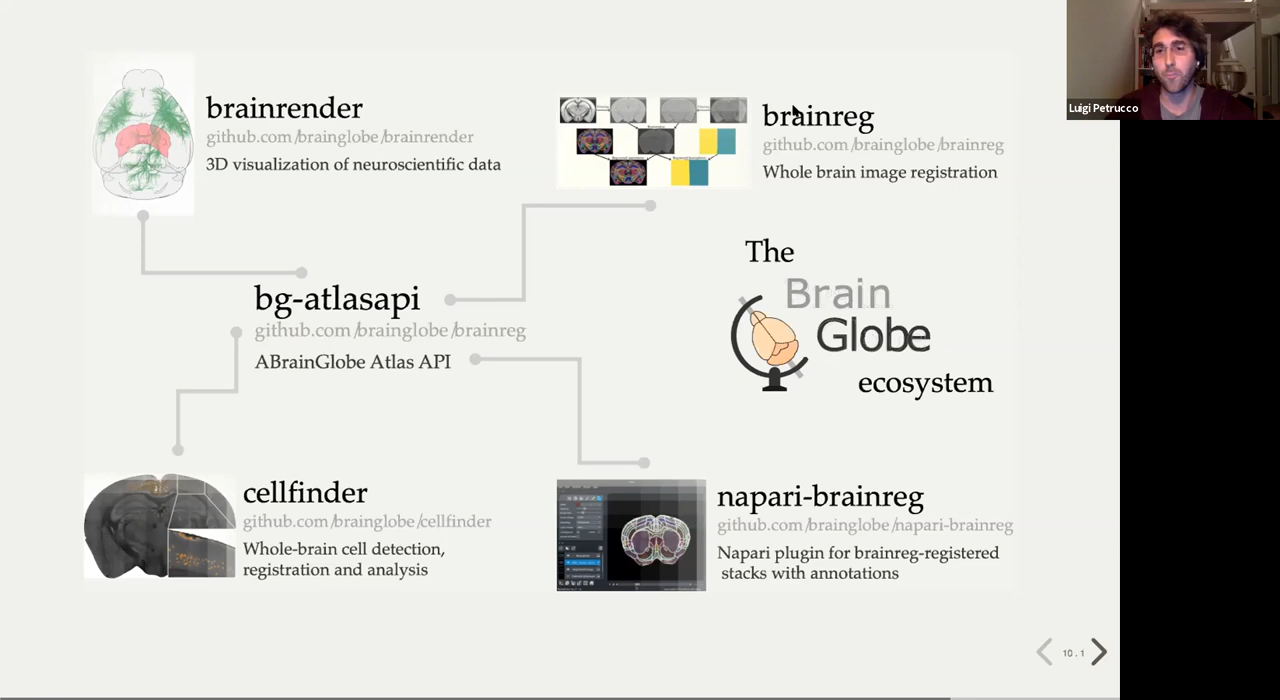 brainrender
github.com/brainglobe/brainrender
3D visualization of neuroscientific data
brainreg
github.com/brainglobe/brainreg
Whole brain image registration
Luigi Petrucco
bg-atlasapi
github.com/brainglobe/brainreg
ABrainGlobe Atlas API
The
Brain
Globe
ecosystem
cellfinder
github.com/brainglobe/cellfinder
Whole-brain cell detection,
registration and analysis
napari-brainreg
github.com/brainglobe/napari-brainreg
Napari plugin for brainreg-registered
stacks with annotations
10.1